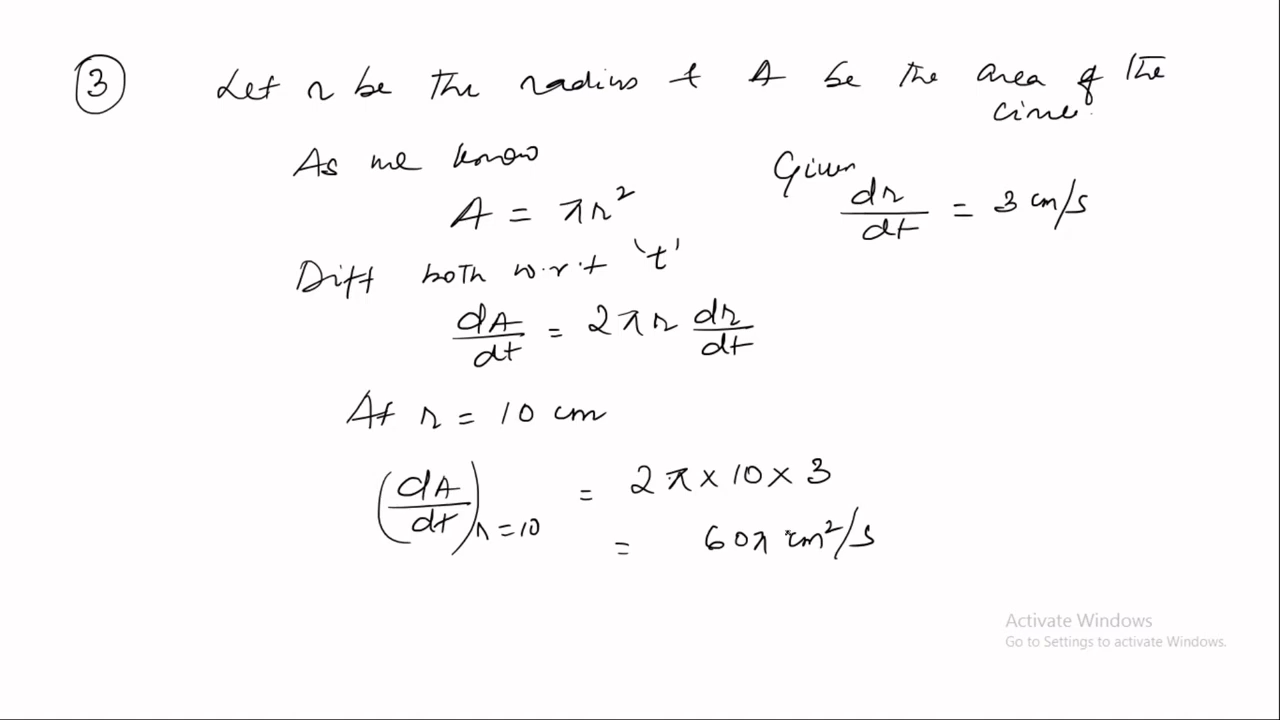 3 Let r be the radius & A be the area of the
circle.
As we know
A = πr²
Given
dr/dt = 3 cm/s
Diff both w.r.t 't'
dA/dt = 2πr dr/dt
At r = 10 cm
(dA/dt)r=10 = 2π × 10 × 3
= 60π cm²/s
Activate Windows
Go to Settings to activate Windows.